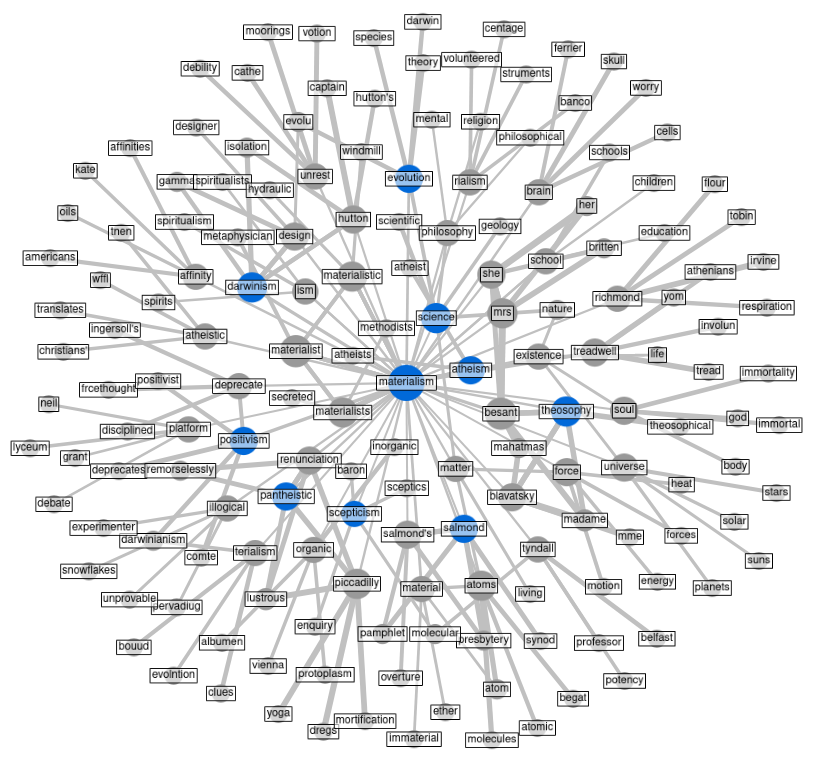 darwin
moorings
votion
species
centage
ferrier
debility
cathe
theory
volunteered
skull
struments
captain
worry
hutton's
banco
evolu
mental
religion
designer
cells
affinities
isolation
windmill
philosophical
schools
kate
gamma
spiritualists
hydraulic
unrest
evolution
rialism
brain
children
flour
oils
her
spiritualism
hutton
scientific
geology
tobin
tnen
metaphysician
design
philosophy
britten
education
americans
affinity
atheist
school
irvine
wffl
darwinism
ism
materialistic
she
athenians
spirits
richmond
yom
translates
science
mrs
nature
respiration
ingersoll's
atheistic
methodists
involun
christians'
materialist
atheists
existence
treadwell
life
positivist
atheism
tread
immortality
frcethought
deprecate
materialism
neil
secreted
disciplined
platform
materialists
besant
theosophy
soul
god
immortal
lyceum
positivism
theosophical
grant
inorganic
mahatmas
deprecates
remorselessly
renunciation
baron
matter
force
universe
body
debate
pantheistic
sceptics
blavatsky
heat
stars
illogical
scepticism
salmond
madame
solar
experimenter
darwinianism
salmond's
mme
forces
comte
terialism
organic
tyndall
suns
snowflakes
piccadilly
material
atoms
living
motion
energy
planets
unprovable
pervadiug
lustrous
enquiry
pamphlet
molecular
presbytery
synod
professor
belfast
bouud
albumen
vienna
protoplasm
overture
atom
potency
evolntion
clues
begat
yoga
dregs
mortification
ether
atomic
immaterial
molecules